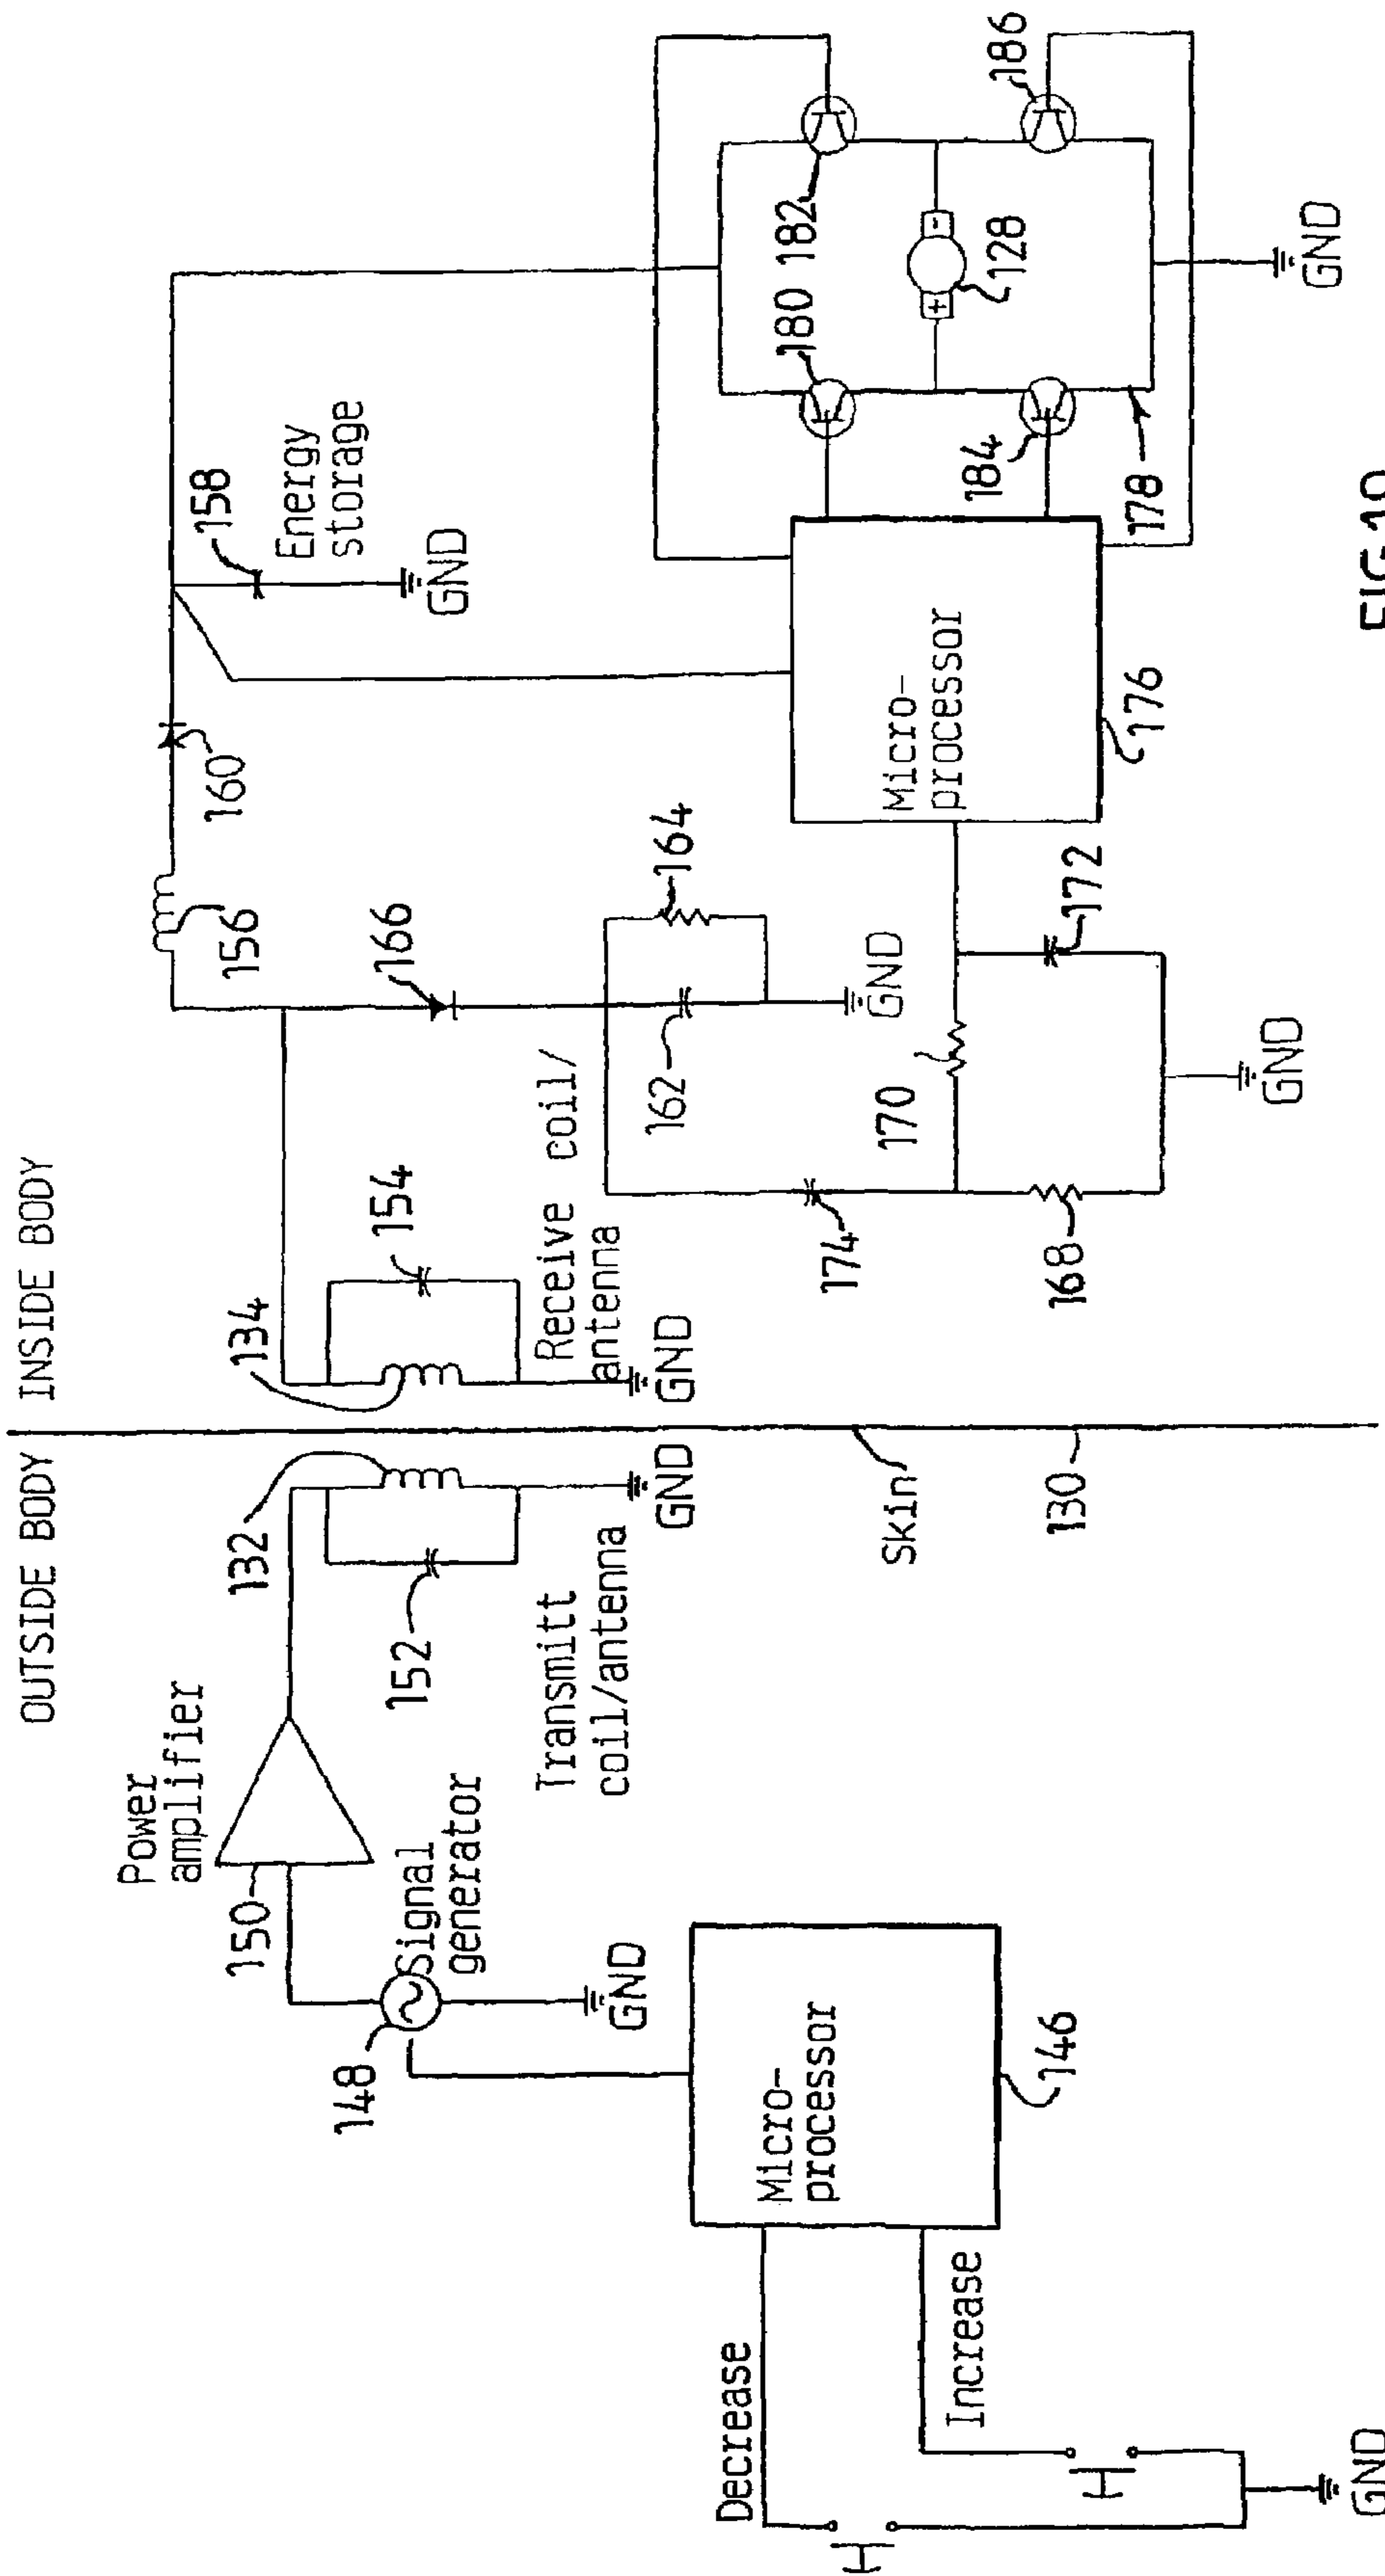 OUTSIDE BODY
INSIDE BODY
Decrease
Increase
GND
Micro-
processor
146
148
Signal
generator
GND
150
Power
amplifier
132
152
Transmitt
coil/antenna
GND
Skin
130
134
154
Receive coil/
antenna
GND
156
160
166
162
164
GND
174
170
168
172
GND
158
Energy
storage
GND
Micro-
processor
176
180
182
184
186
+
-
128
178
GND